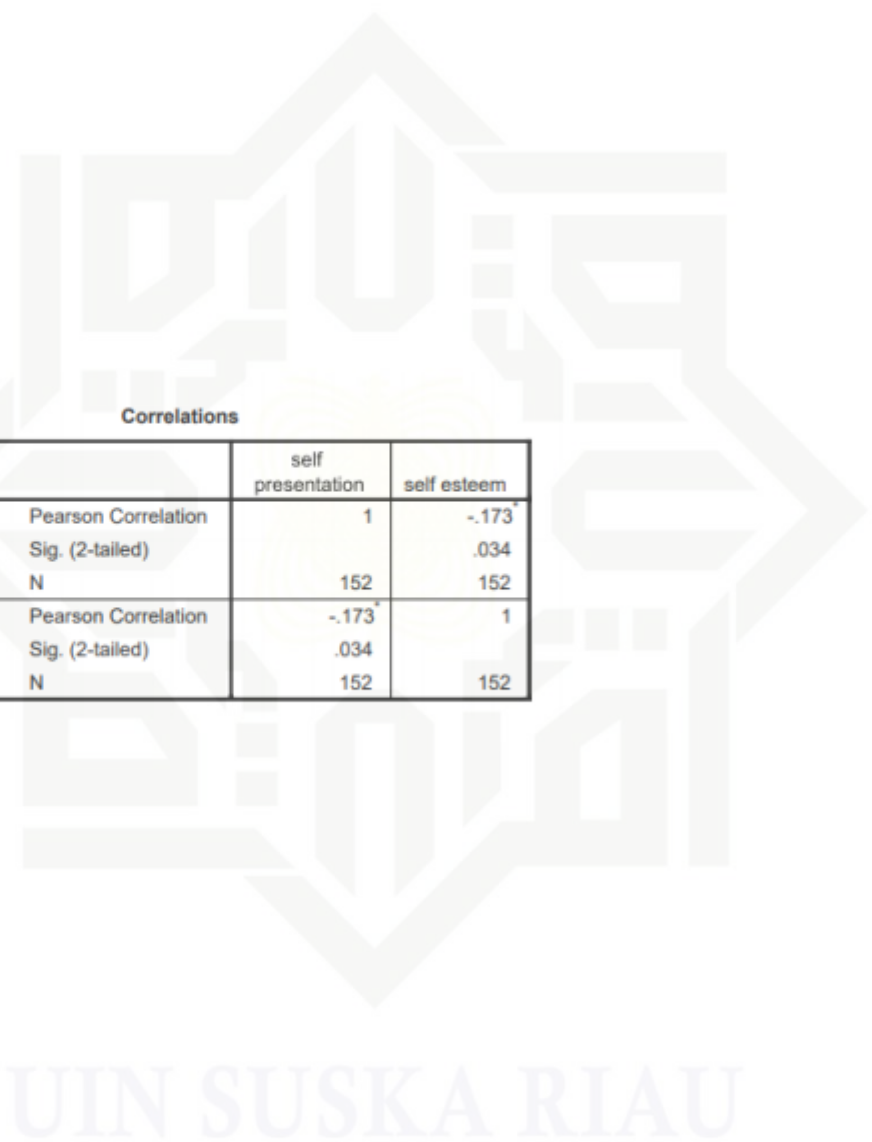 Correlations
self
presentation self esteem
Pearson Correlation 1 -.173*
Sig. (2-tailed) .034
N 152 152
Pearson Correlation -.173* 1
Sig. (2-tailed) .034
N 152 152
UIN SUSKA RIAU